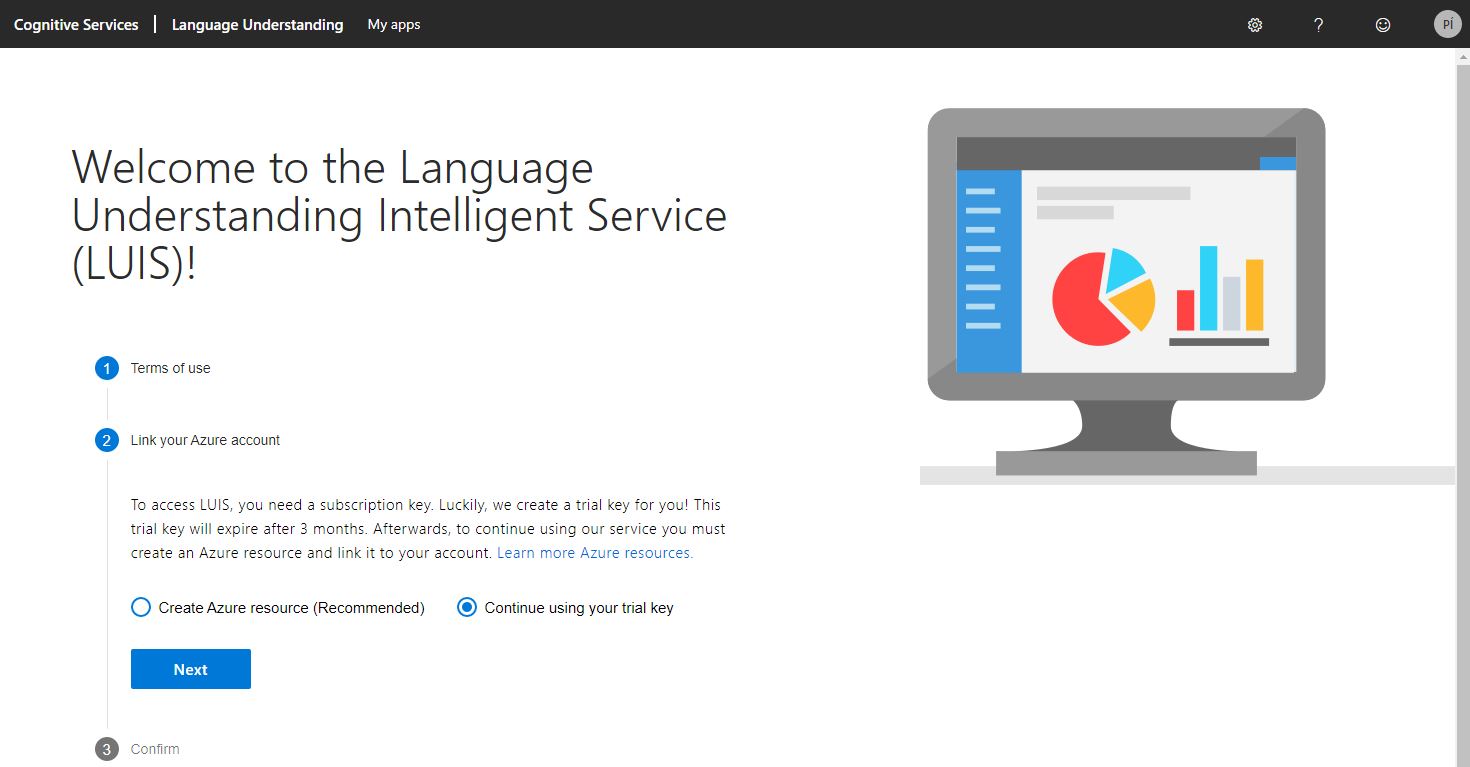 Cognitive Services | Language Understanding My apps ? PÍ
Welcome to the Language
Understanding Intelligent Service
(LUIS)!
1 Terms of use
2 Link your Azure account
To access LUIS, you need a subscription key. Luckily, we create a trial key for you! This
trial key will expire after 3 months. Afterwards, to continue using our service you must
create an Azure resource and link it to your account. Learn more Azure resources.
Create Azure resource (Recommended) Continue using your trial key
Next
3 Confirm